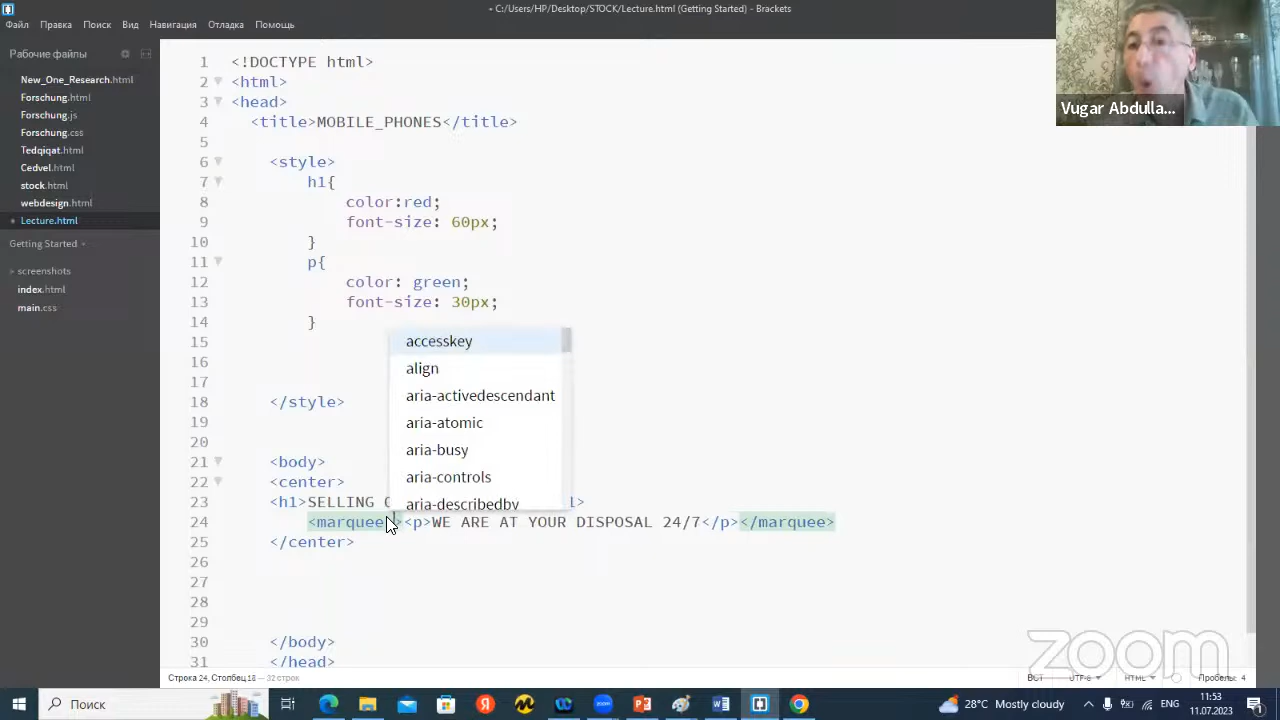 • C:/Users/HP/Desktop/STOCK/Lecture.html (Getting Started) - Brackets
Файл Правка Поиск Вид Навигация Отладка Помощь
Рабочие файлы
New_One_Research.html
Forschung.html
Forschung.js
Forschung.css
Tedqiqat.html
Cedvel.html
stock.html
webdesign.html
• Lecture.html
Getting Started
screenshots
index.html
main.css
1 <!DOCTYPE html>
2 <html>
3 <head>
4 <title>MOBILE_PHONES</title>
5
6 <style>
7 h1{
8 color:red;
9 font-size: 60px;
10 }
11 p{
12 color: green;
13 font-size: 30px;
14 }
15
16
17
18 </style>
19
20
21 <body>
22 <center>
23 <h1>SELLING 1>
24 <marquee ><p>WE ARE AT YOUR DISPOSAL 24/7</p></marquee>
25 </center>
26
27
28
29
30 </body>
31 </head>
accesskey
align
aria-activedescendant
aria-atomic
aria-busy
aria-controls
aria-describedby
Vugar Abdulla...
zoom
Строка 24, Столбец 18 — 32 строк
ВСТ UTF-8 HTML Пробелы: 4
Поиск
28°C Mostly cloudy
ENG
11:53
11.07.2023